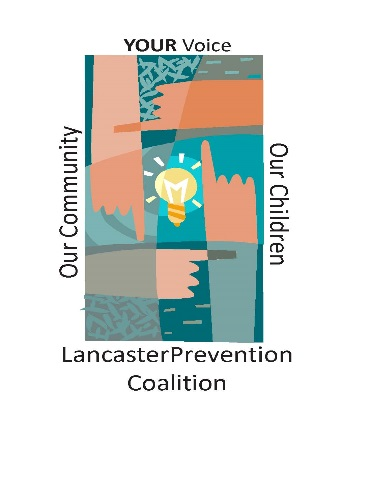 YOUR Voice
Our Community
Our Children
LancasterPrevention
Coalition